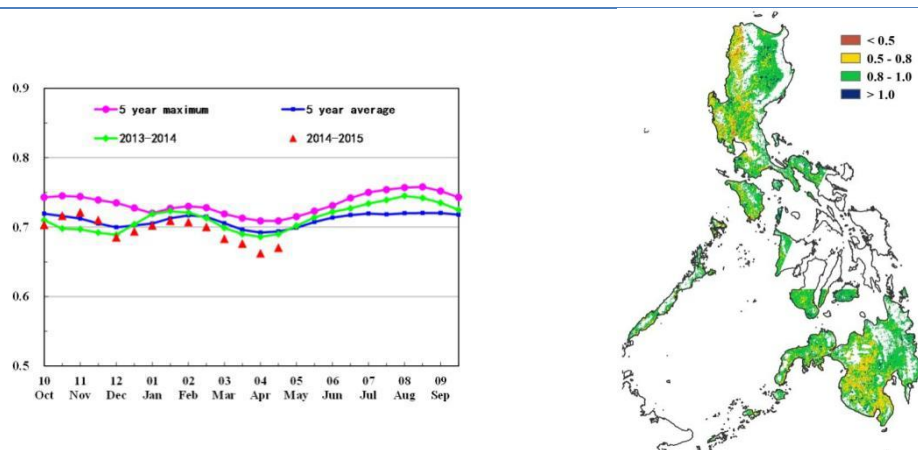 0.9
5 year maximum 5 year average
2013-2014 2014-2015
0.8
0.7
0.6
0.5
10 11 12 01 02 03 04 05 06 07 08 09
Oct Nov Dec Jan Feb Mar Apr May Jun Jul Aug Sep
< 0.5
0.5 - 0.8
0.8 - 1.0
> 1.0